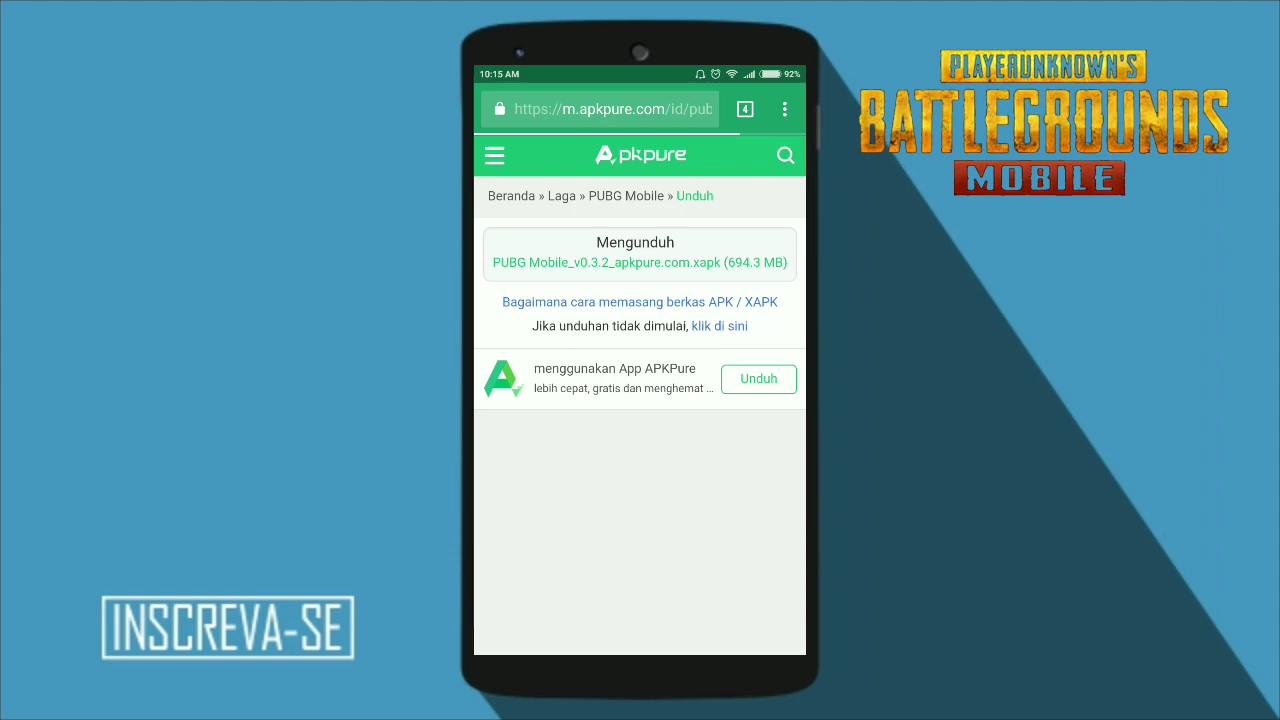 10:15 AM
92%
https://m.apkpure.com/id/pub
4
Apkpure
Beranda » Laga » PUBG Mobile » Unduh
Mengunduh
PUBG Mobile_v0.3.2_apkpure.com.xapk (694.3 MB)
Bagaimana cara memasang berkas APK / XAPK
Jika unduhan tidak dimulai, klik di sini
menggunakan App APKPure
lebih cepat, gratis dan menghemat ...
Unduh
PLAYERUNKNOWN'S
BATTLEGROUNDS
MOBILE
INSCREVA-SE